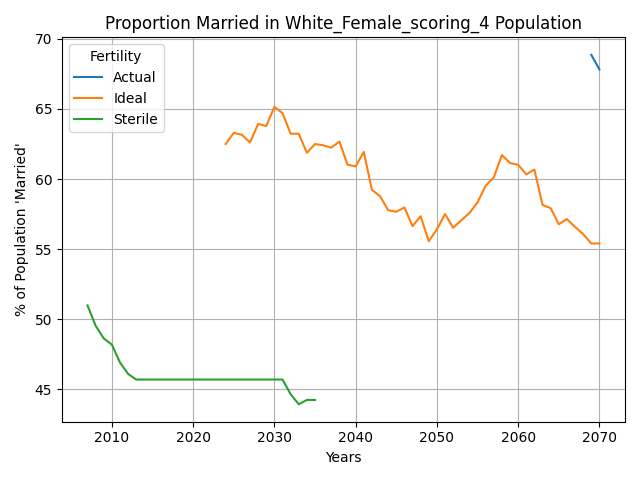 Proportion Married in White_Female_scoring_4 Population
% of Population 'Married'
70
65
60
55
50
45
Fertility
Actual
Ideal
Sterile
2010 2020 2030 2040 2050 2060 2070
Years